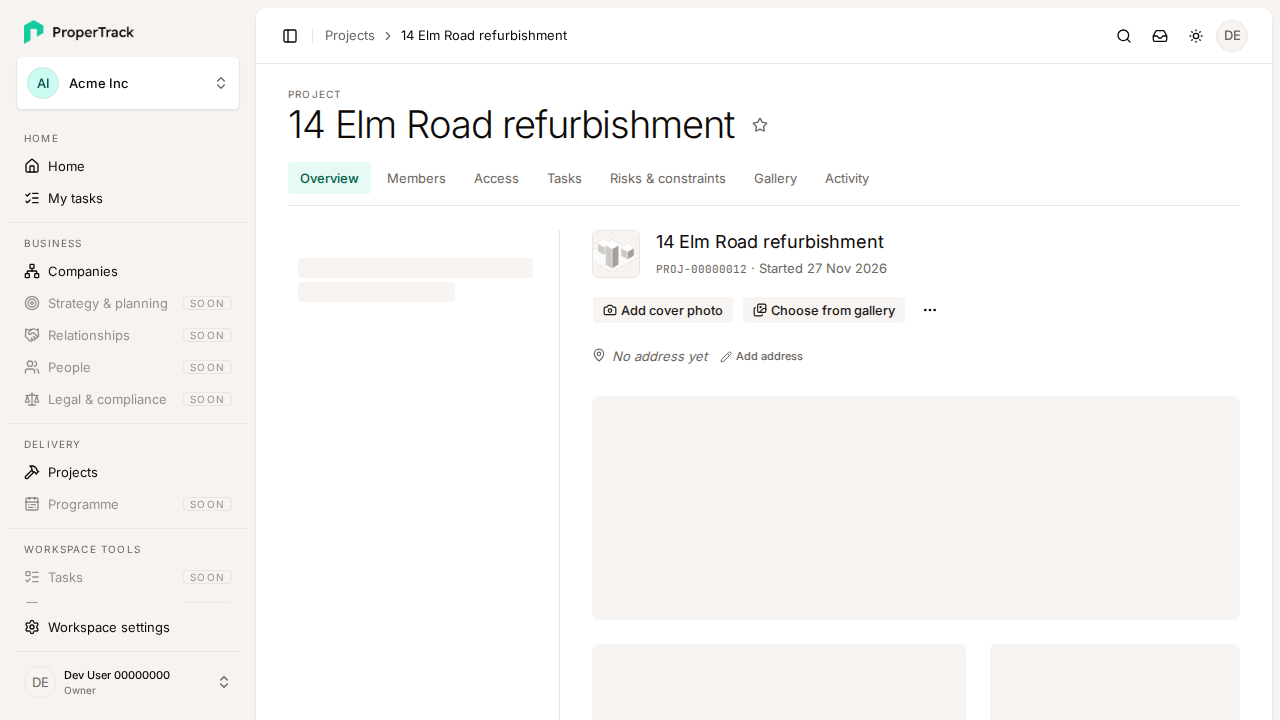 ProperTrack
AI
Acme Inc
HOME
Home
My tasks
BUSINESS
Companies
Strategy & planning SOON
Relationships SOON
People SOON
Legal & compliance SOON
DELIVERY
Projects
Programme SOON
WORKSPACE TOOLS
Tasks SOON
Workspace settings
DE
Dev User 00000000
Owner
Projects
14 Elm Road refurbishment
DE
PROJECT
14 Elm Road refurbishment
Overview Members Access Tasks Risks & constraints Gallery Activity
14 Elm Road refurbishment
PROJ-00000012 · Started 27 Nov 2026
Add cover photo
Choose from gallery
No address yet
Add address